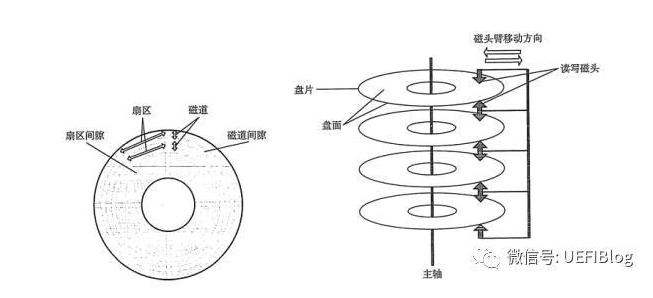 扇区
磁道
扇区间隙
磁道间隙
磁头臂移动方向
读写磁头
盘片
盘面
主轴
微信号: UEFIBlog